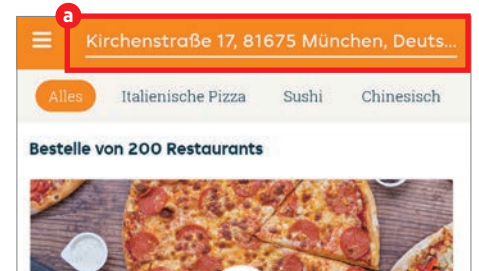 a
Kirchenstraße 17, 81675 München, Deuts...
Alles Italienische Pizza Sushi Chinesisch
Bestelle von 200 Restaurants